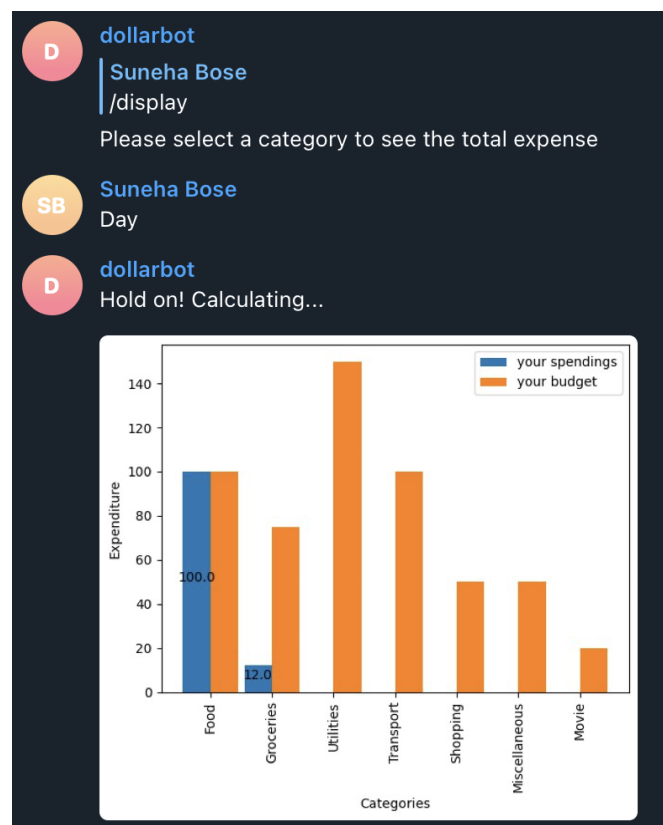 D
dollarbot
Suneha Bose
/display
Please select a category to see the total expense
SB
Suneha Bose
Day
D
dollarbot
Hold on! Calculating...
your spendings
your budget
Expenditure
140
120
100
80
60
40
20
0
100.0
12.0
Food
Groceries
Utilities
Transport
Shopping
Miscellaneous
Movie
Categories